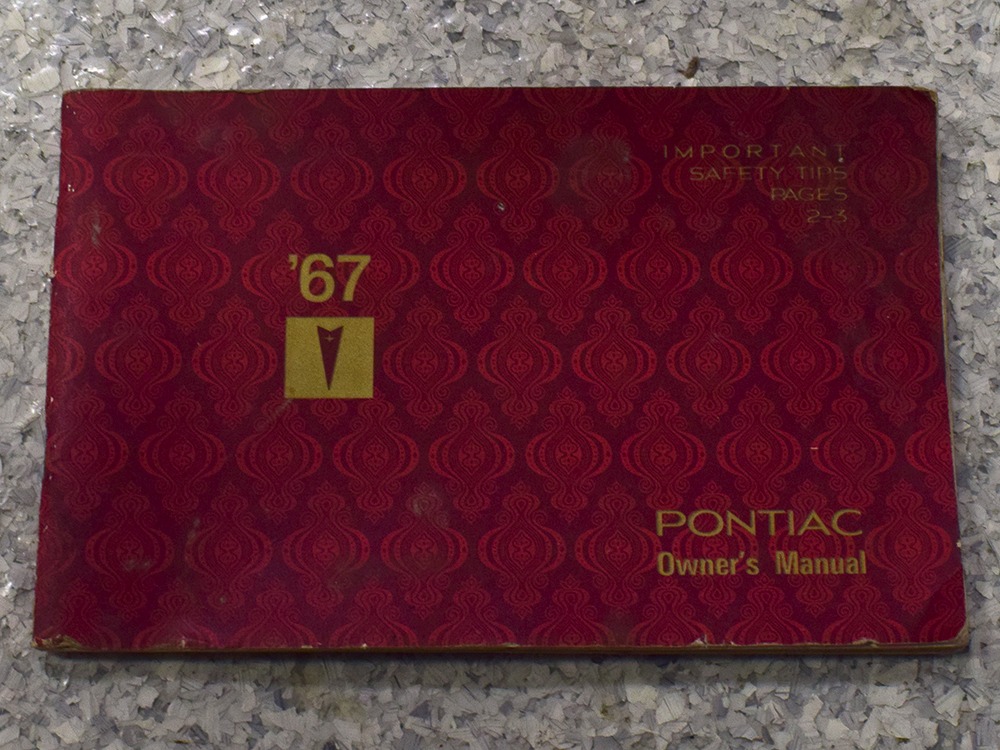 IMPORTANT
SAFETY TIPS
PAGES
2-3
'67
PONTIAC
Owner's Manual